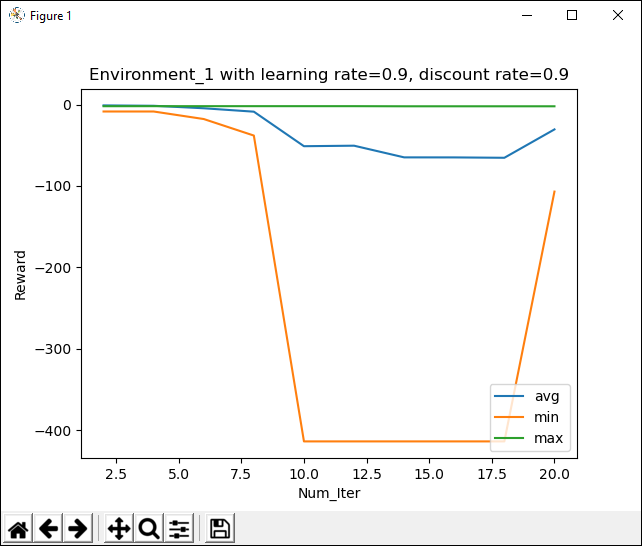 Figure 1
Environment_1 with learning rate=0.9, discount rate=0.9
0
−100
−200
−300
−400
Reward
avg
min
max
2.5 5.0 7.5 10.0 12.5 15.0 17.5 20.0
Num_Iter